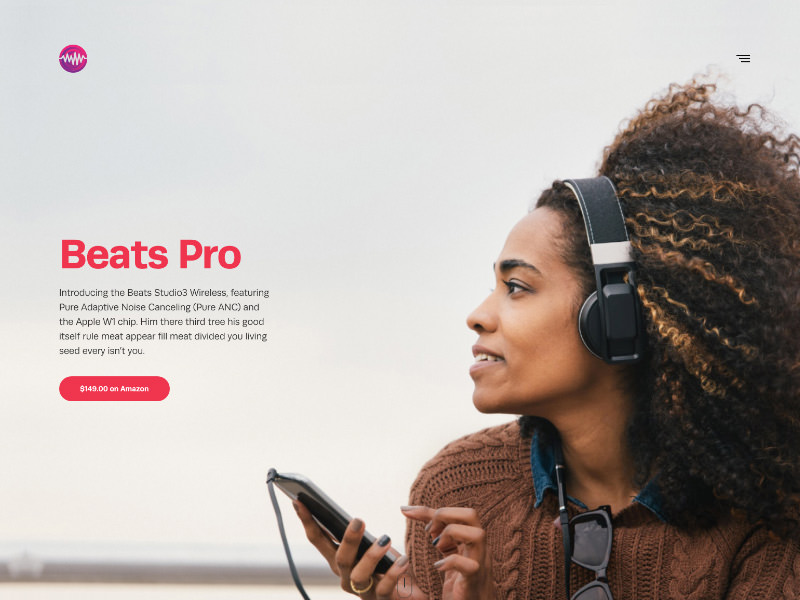 Beats Pro
Introducing the Beats Studio3 Wireless, featuring
Pure Adaptive Noise Canceling (Pure ANC) and
the Apple W1 chip. Him there third tree his good
itself rule meat appear fill meat divided you living
seed every isn't you.
$149.00 on Amazon